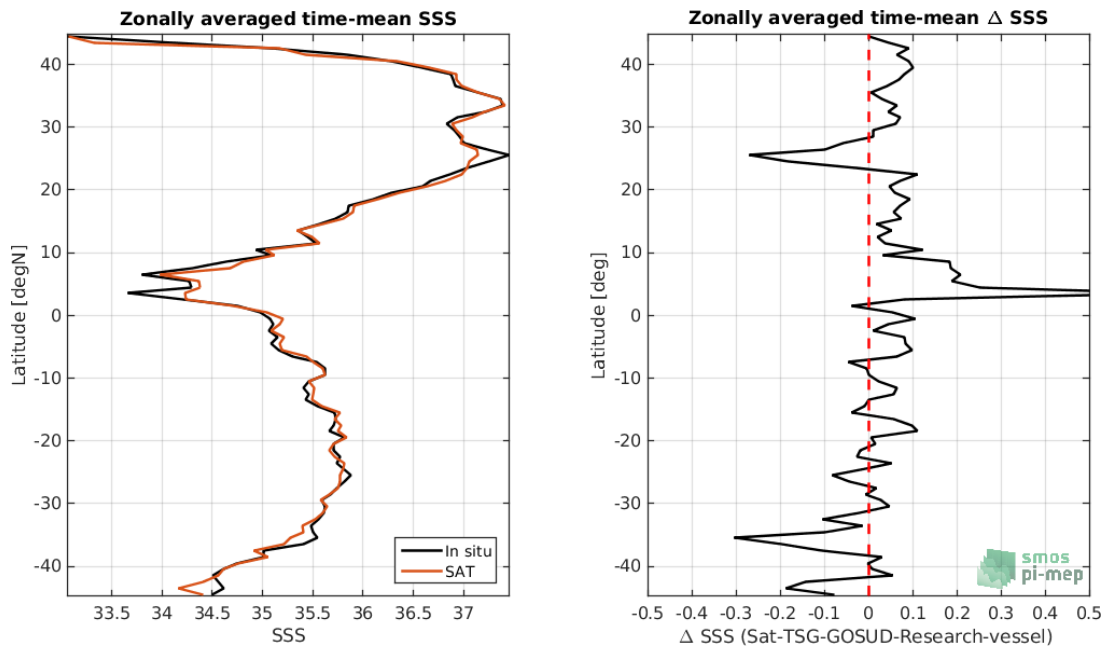 Zonally averaged time-mean SSS
40
30
20
10
0
-10
-20
-30
-40
Latitude [degN]
33.5 34 34.5 35 35.5 36 36.5 37
SSS
In situ
SAT
Zonally averaged time-mean Δ SSS
40
30
20
10
0
-10
-20
-30
-40
Latitude [deg]
-0.5 -0.4 -0.3 -0.2 -0.1 0 0.1 0.2 0.3 0.4 0.5
Δ SSS (Sat-TSG-GOSUD-Research-vessel)
smos
pi-mep